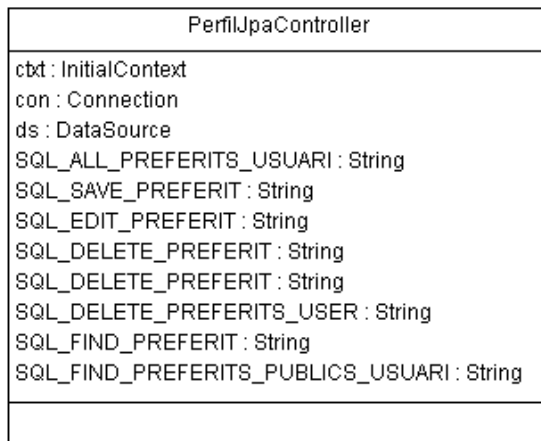 PerfilJpaController
ctxt : InitialContext
con : Connection
ds : DataSource
SQL_ALL_PREFERITS_USUARI : String
SQL_SAVE_PREFERIT : String
SQL_EDIT_PREFERIT : String
SQL_DELETE_PREFERIT : String
SQL_DELETE_PREFERIT : String
SQL_DELETE_PREFERITS_USER : String
SQL_FIND_PREFERIT : String
SQL_FIND_PREFERITS_PUBLICS_USUARI : String